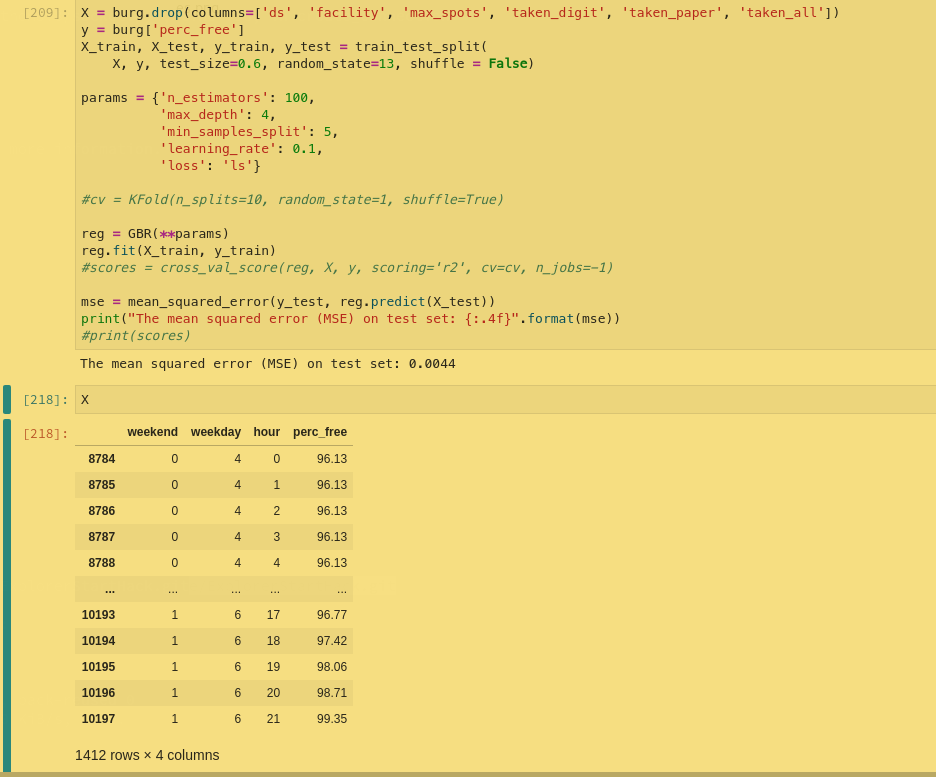 [209]: X = burg.drop(columns=['ds', 'facility', 'max_spots', 'taken_digit', 'taken_paper', 'taken_all'])
y = burg['perc_free']
X_train, X_test, y_train, y_test = train_test_split(
    X, y, test_size=0.6, random_state=13, shuffle = False)
params = {'n_estimators': 100,
          'max_depth': 4,
          'min_samples_split': 5,
          'learning_rate': 0.1,
          'loss': 'ls'}
#cv = KFold(n_splits=10, random_state=1, shuffle=True)
reg = GBR(**params)
reg.fit(X_train, y_train)
#scores = cross_val_score(reg, X, y, scoring='r2', cv=cv, n_jobs=-1)
mse = mean_squared_error(y_test, reg.predict(X_test))
print("The mean squared error (MSE) on test set: {:.4f}".format(mse))
#print(scores)
The mean squared error (MSE) on test set: 0.0044
[218]: X
[218]: weekend weekday hour perc_free
8784 0 4 0 96.13
8785 0 4 1 96.13
8786 0 4 2 96.13
8787 0 4 3 96.13
8788 0 4 4 96.13
... ... ... ... ...
10193 1 6 17 96.77
10194 1 6 18 97.42
10195 1 6 19 98.06
10196 1 6 20 98.71
10197 1 6 21 99.35
1412 rows × 4 columns